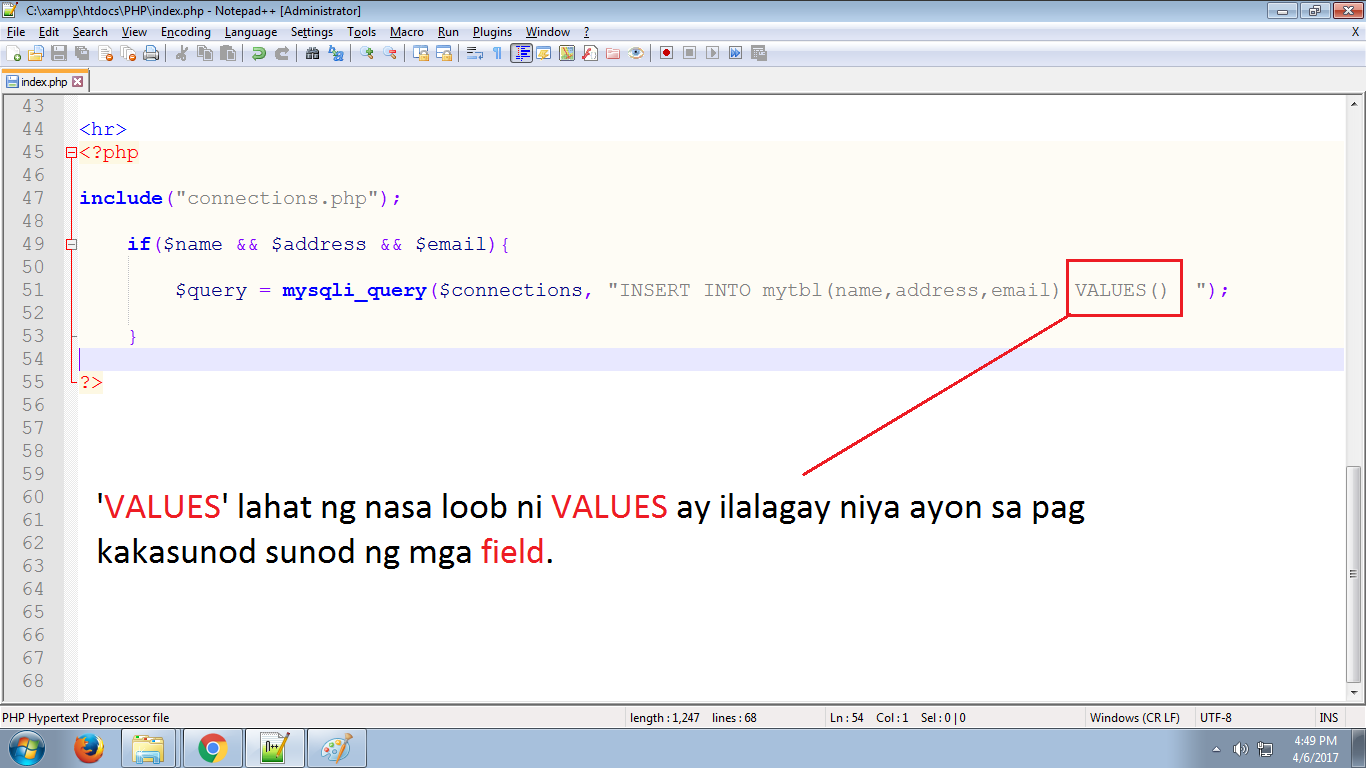 C:\xampp\htdocs\PHP\index.php - Notepad++ [Administrator]
File Edit Search View Encoding Language Settings Tools Macro Run Plugins Window ? X
index.php
43
44 <hr>
45 <?php
46
47 include("connections.php");
48
49 if($name && $address && $email){
50
51 $query = mysqli_query($connections, "INSERT INTO mytbl(name,address,email) VALUES() ");
52
53 }
54
55 ?>
56
57
58
59
60
61
62
63
64
65
66
67
68
'VALUES' lahat ng nasa loob ni VALUES ay ilalagay niya ayon sa pag
kakasunod sunod ng mga field.
PHP Hypertext Preprocessor file length : 1,247 lines : 68 Ln : 54 Col : 1 Sel : 0 | 0 Windows (CR LF) UTF-8 INS
4:49 PM
4/6/2017